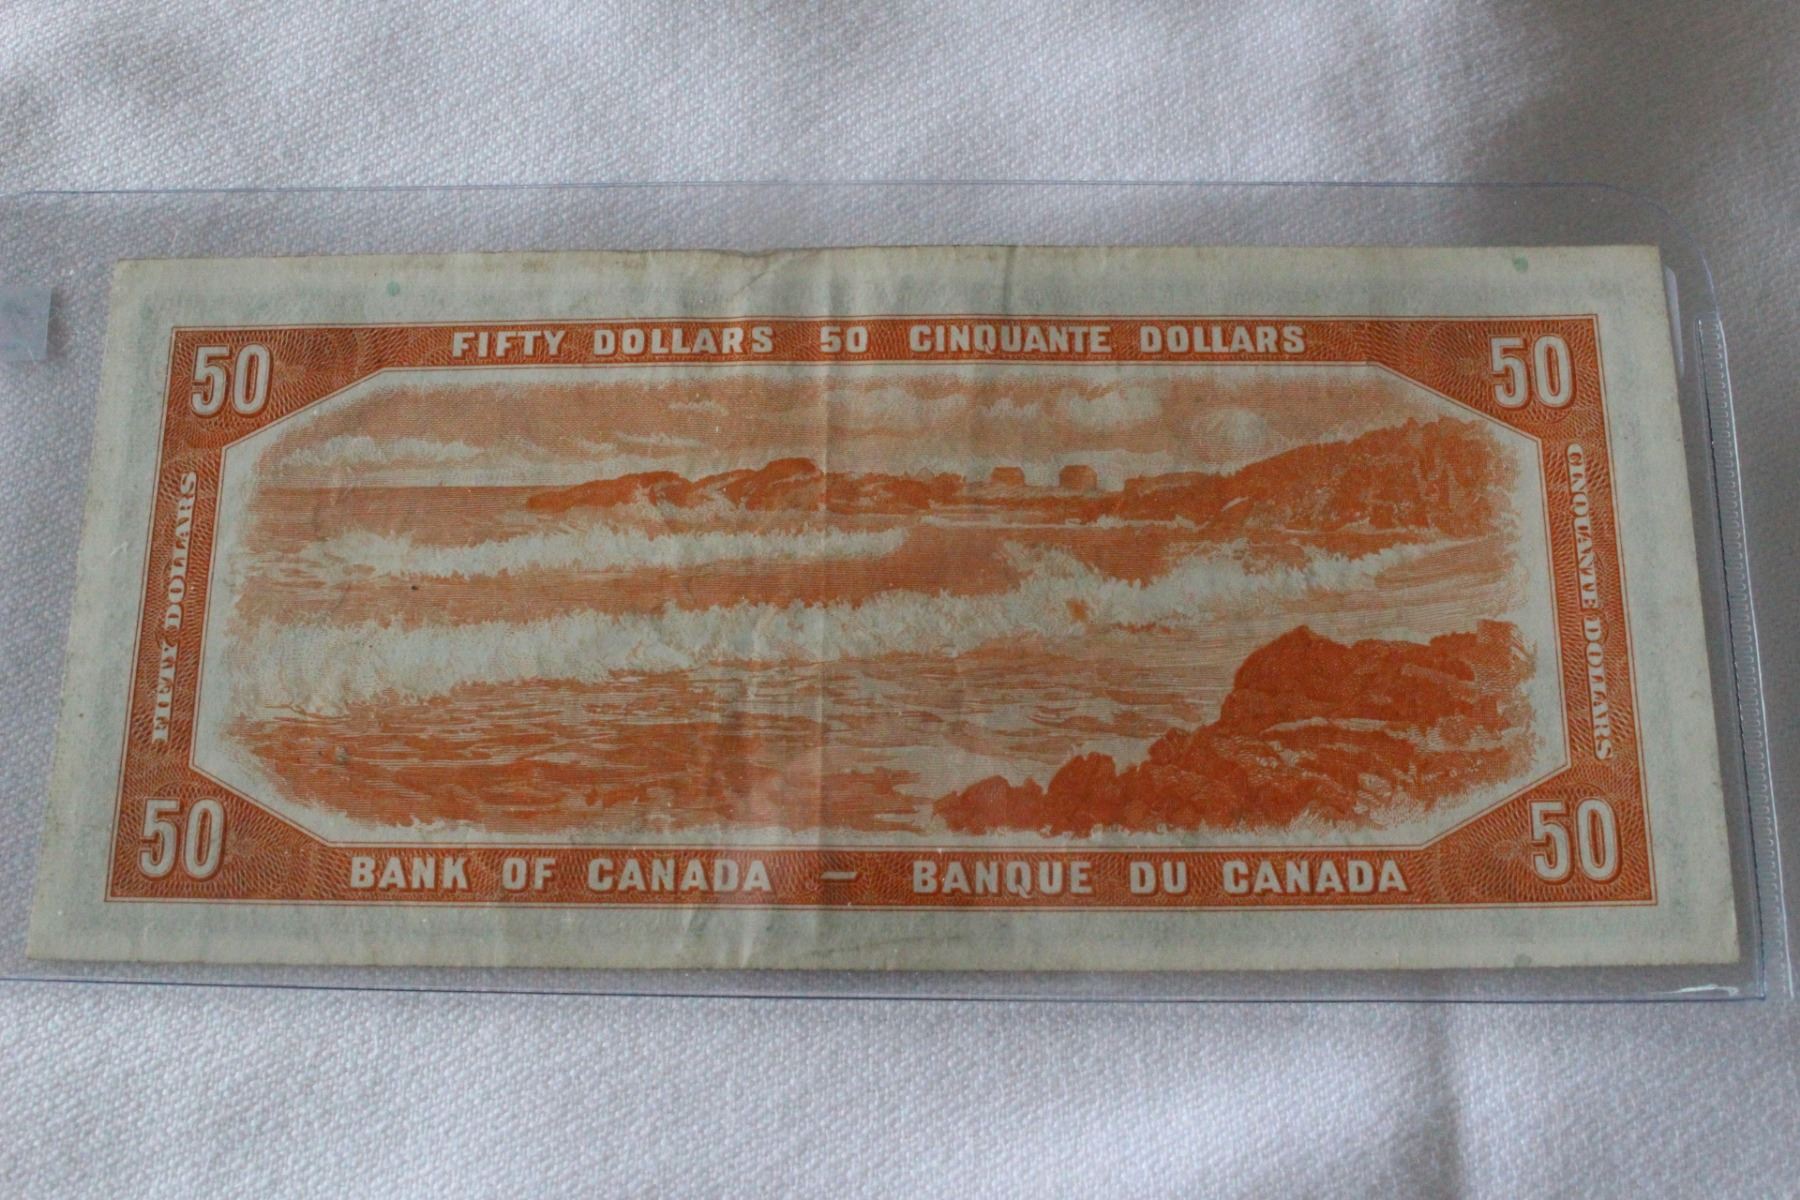 FIFTY DOLLARS 50 CINQUANTE DOLLARS
50
50
FIFTY DOLLARS
CINQUANTE DOLLARS
50
50
BANK OF CANADA — BANQUE DU CANADA